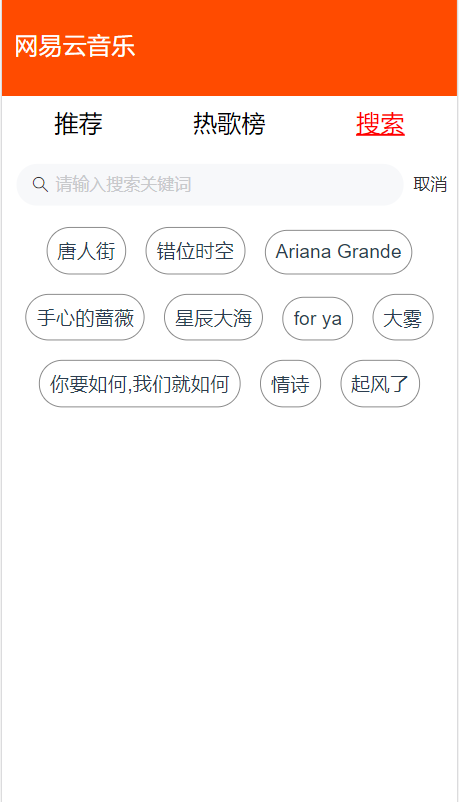 网易云音乐
推荐 热歌榜 搜索
请输入搜索关键词 取消
唐人街 错位时空 Ariana Grande
手心的蔷薇 星辰大海 for ya 大雾
你要如何,我们就如何 情诗 起风了